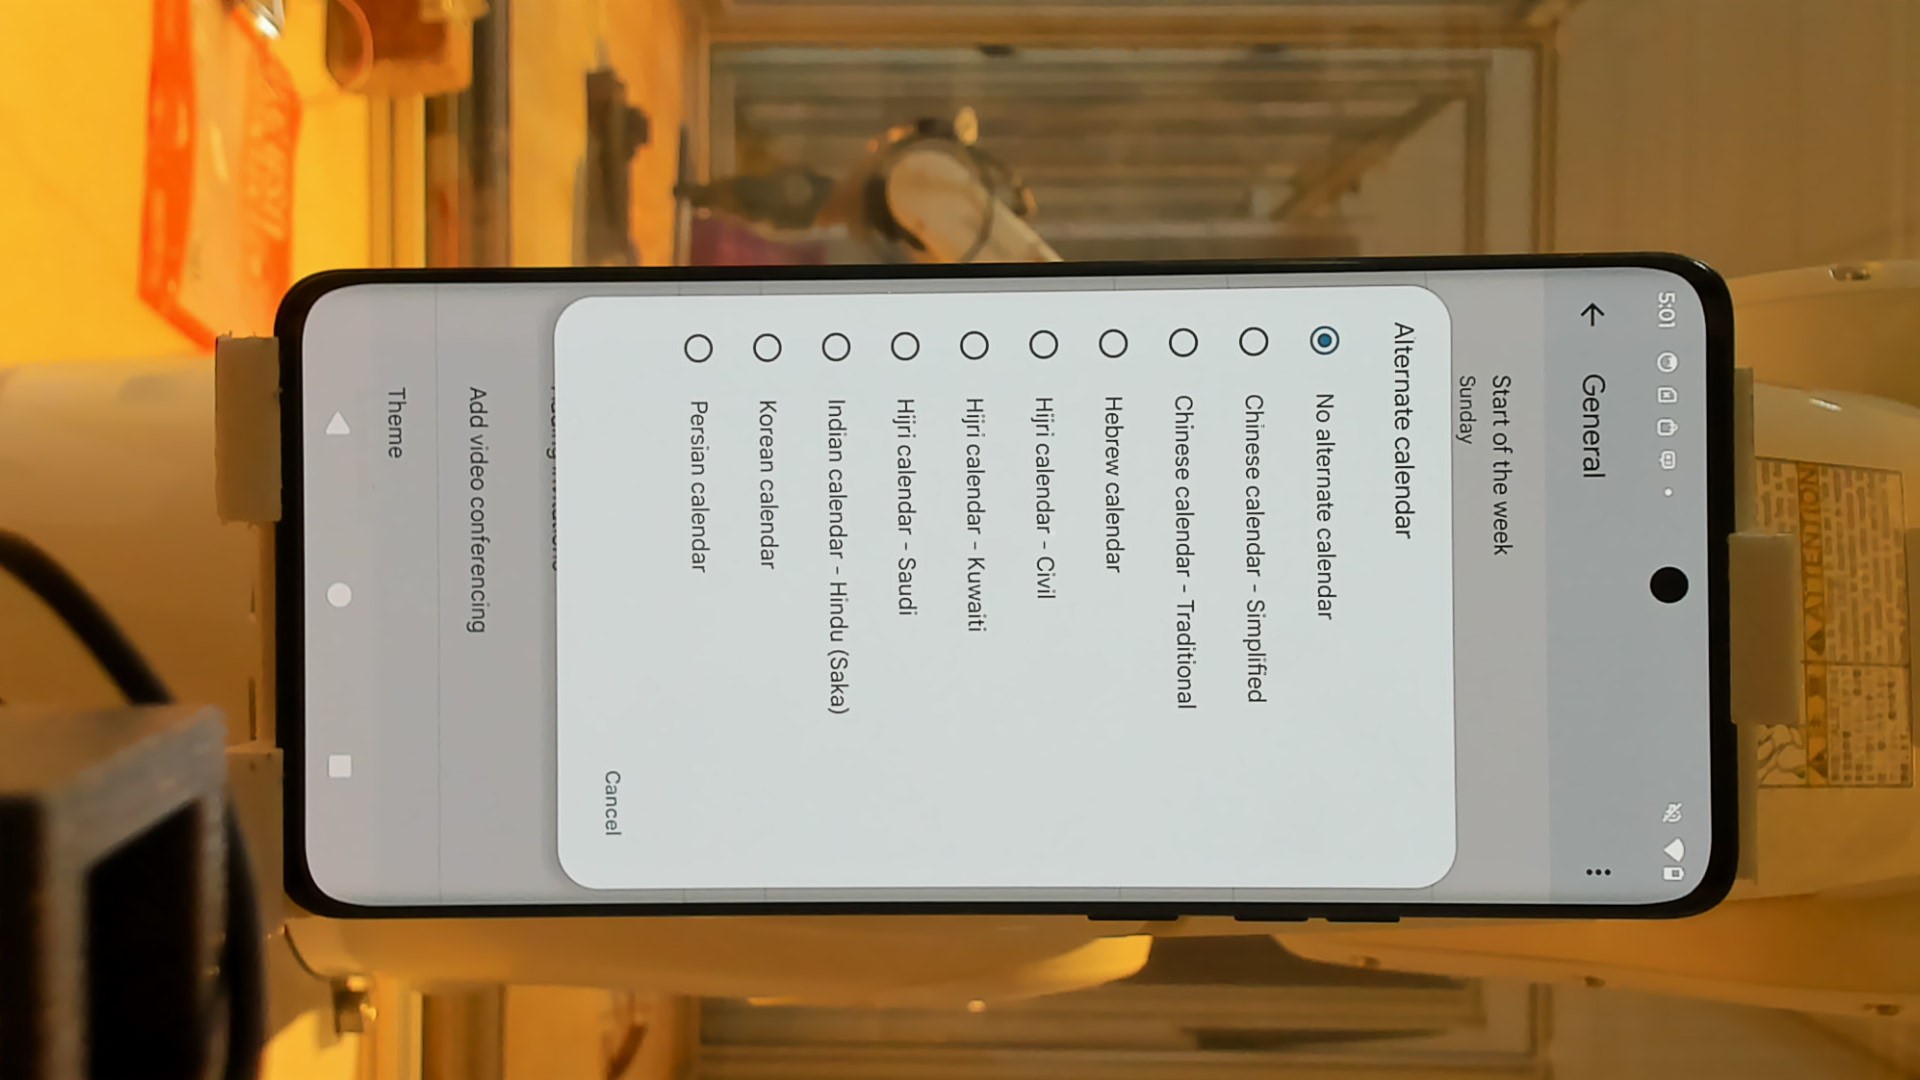 5:01
General
Start of the week
Sunday
Alternate calendar
No alternate calendar
Chinese calendar - Simplified
Chinese calendar - Traditional
Hebrew calendar
Hijri calendar - Civil
Hijri calendar - Kuwaiti
Hijri calendar - Saudi
Indian calendar - Hindu (Saka)
Korean calendar
Persian calendar
Cancel
Add video conferencing
Theme
ATTENTION